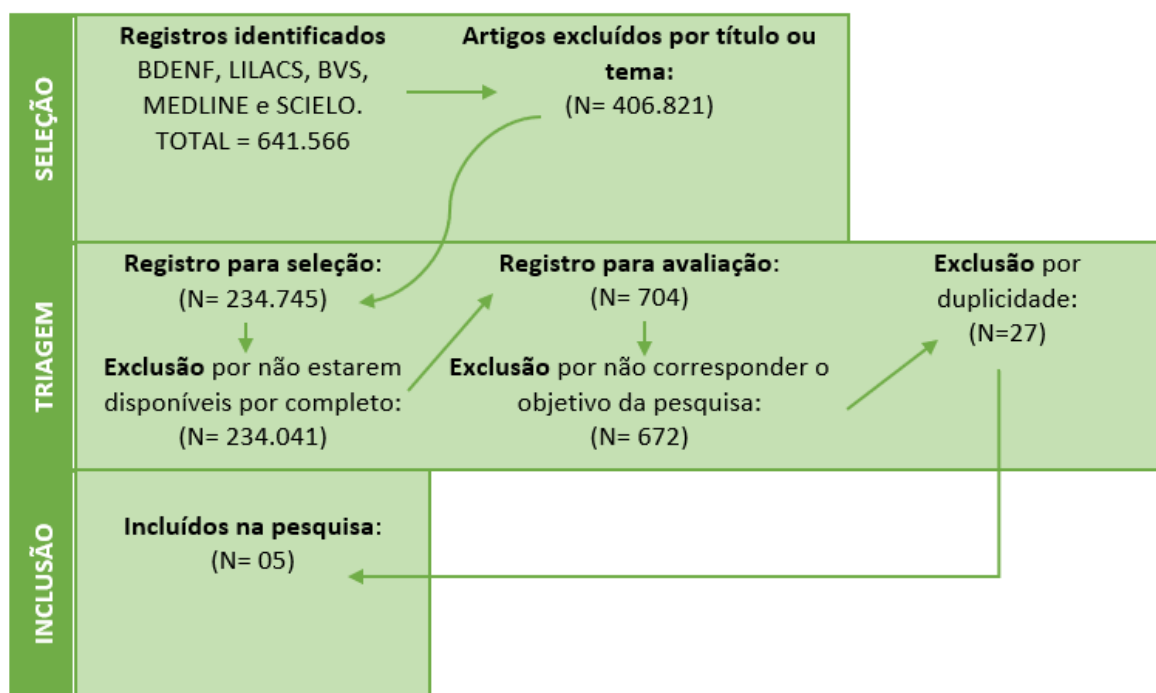 SELEÇÃO
Registros identificados
BDENF, LILACS, BVS,
MEDLINE e SCIELO.
TOTAL = 641.566
Artigos excluídos por título ou
tema:
(N= 406.821)
TRIAGEM
Registro para seleção:
(N= 234.745)
Exclusão por não estarem
disponíveis por completo:
(N= 234.041)
Registro para avaliação:
(N= 704)
Exclusão por não corresponder o
objetivo da pesquisa:
(N= 672)
Exclusão por
duplicidade:
(N=27)
INCLUSÃO
Incluídos na pesquisa:
(N= 05)